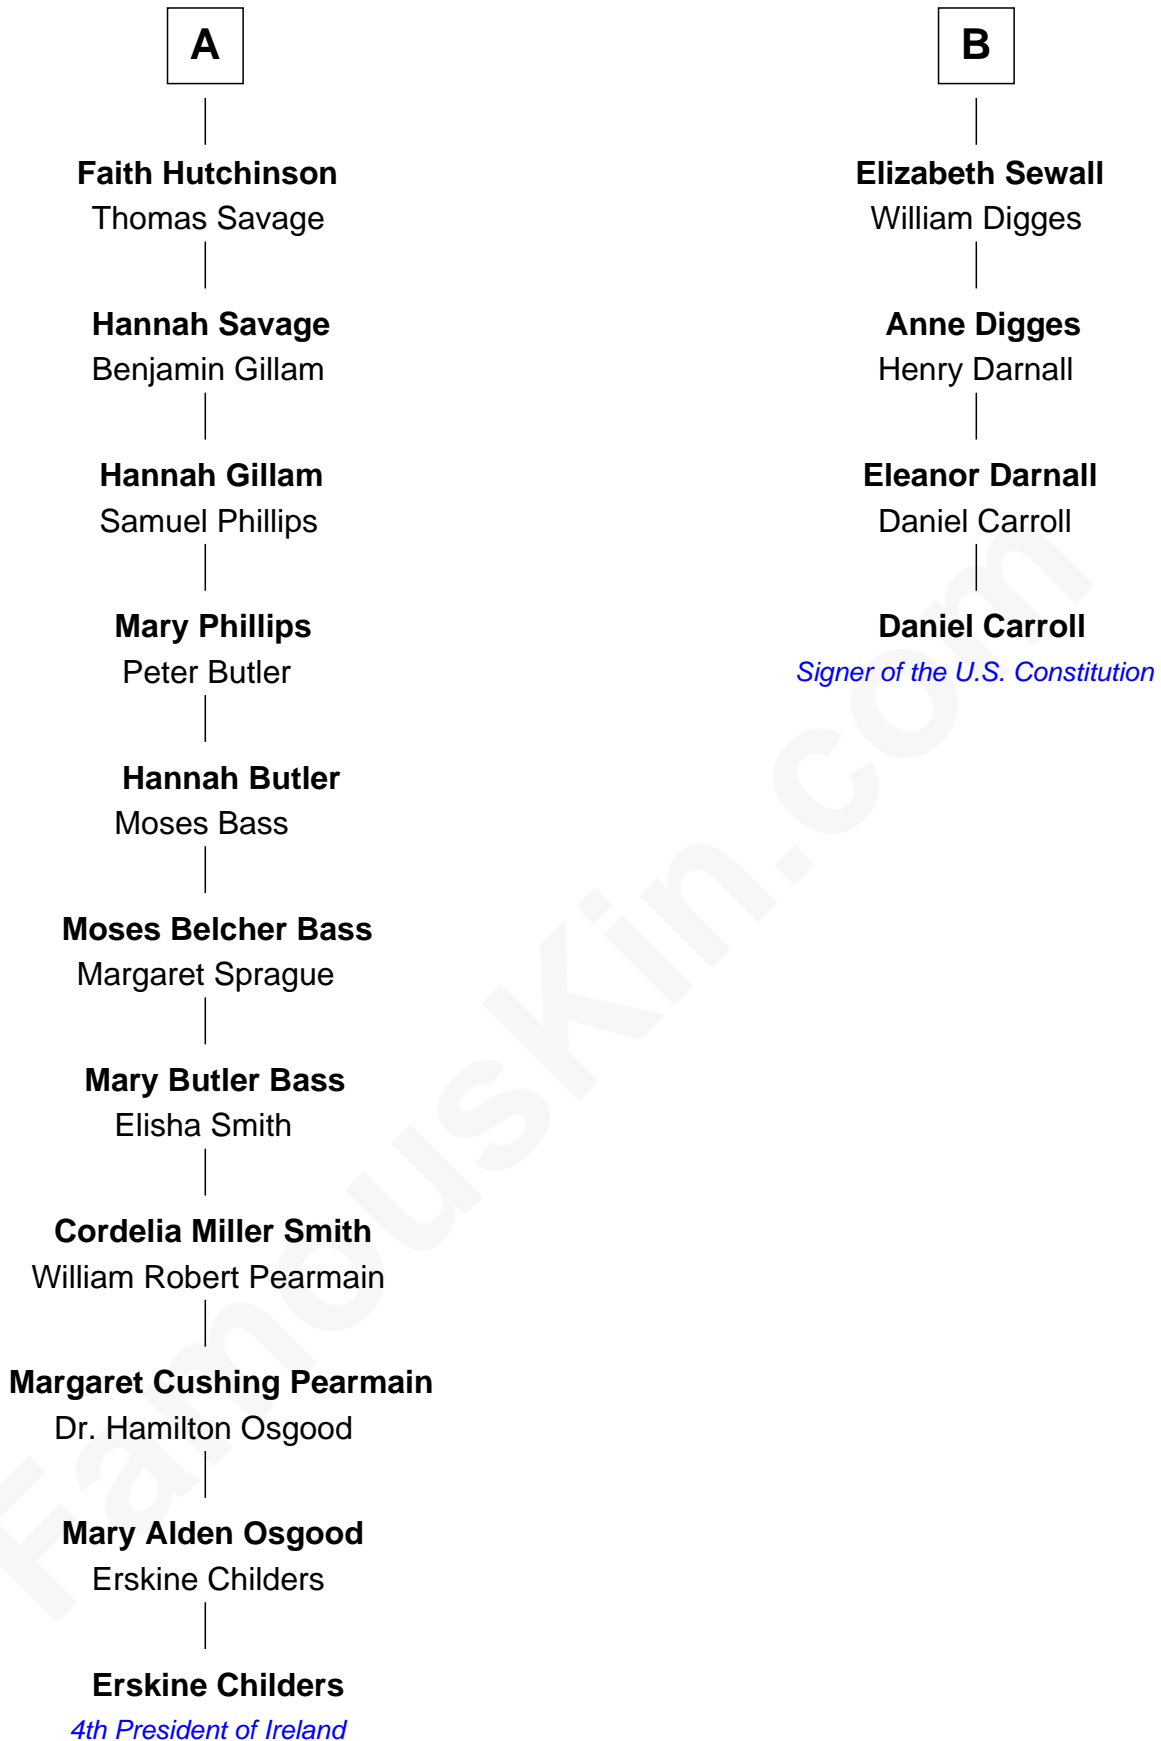 A
Faith Hutchinson
Thomas Savage
Hannah Savage
Benjamin Gillam
Hannah Gillam
Samuel Phillips
Mary Phillips
Peter Butler
Hannah Butler
Moses Bass
Moses Belcher Bass
Margaret Sprague
Mary Butler Bass
Elisha Smith
Cordelia Miller Smith
William Robert Pearmain
Margaret Cushing Pearmain
Dr. Hamilton Osgood
Mary Alden Osgood
Erskine Childers
Erskine Childers
4th President of Ireland
B
Elizabeth Sewall
William Digges
Anne Digges
Henry Darnall
Eleanor Darnall
Daniel Carroll
Daniel Carroll
Signer of the U.S. Constitution
FamousKin.com